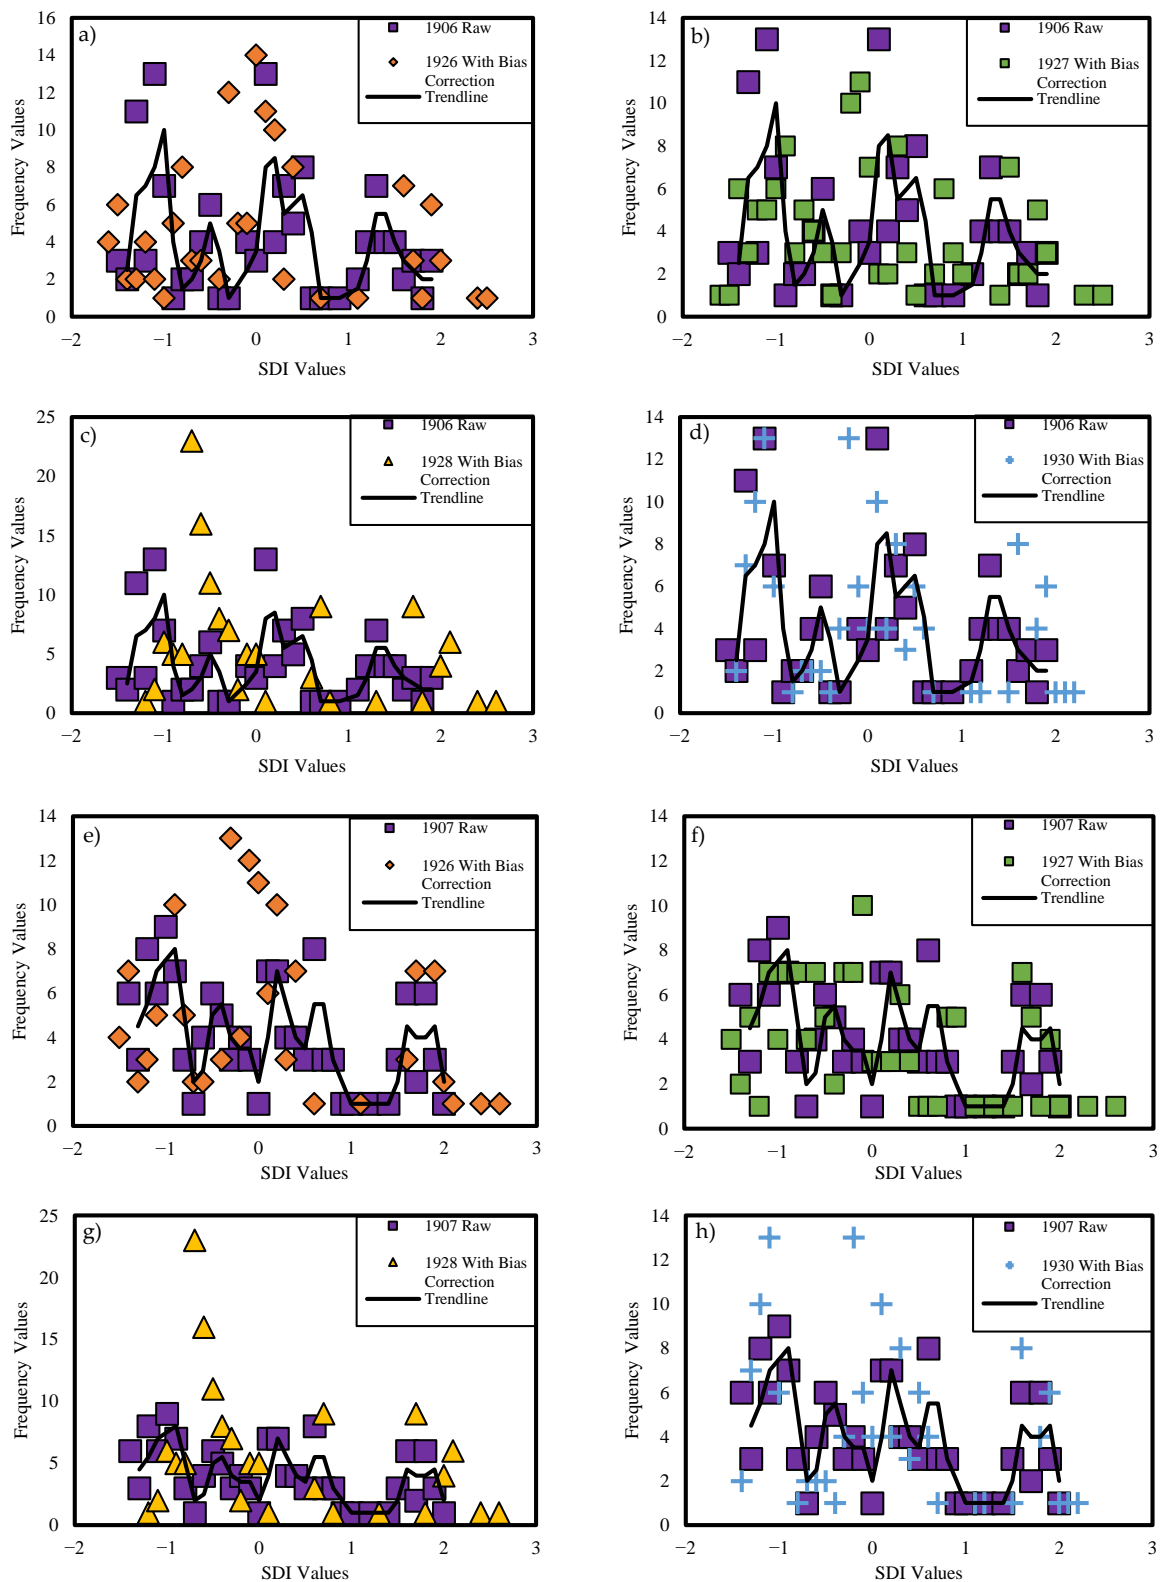 a)
1906 Raw
1926 With Bias
Correction
Trendline
Frequency Values
16
14
12
10
8
6
4
2
0
−2 −1 0 1 2 3
SDI Values
b)
1906 Raw
1927 With Bias
Correction
Trendline
Frequency Values
14
12
10
8
6
4
2
0
−2 −1 0 1 2 3
SDI Values
c)
1906 Raw
1928 With Bias
Correction
Trendline
Frequency Values
25
20
15
10
5
0
−2 −1 0 1 2 3
SDI Values
d)
1906 Raw
1930 With Bias
Correction
Trendline
Frequency Values
14
12
10
8
6
4
2
0
−2 −1 0 1 2 3
SDI Values
e)
1907 Raw
1926 With Bias
Correction
Trendline
Frequency Values
14
12
10
8
6
4
2
0
−2 −1 0 1 2 3
SDI Values
f)
1907 Raw
1927 With Bias
Correction
Trendline
Frequency Values
14
12
10
8
6
4
2
0
−2 −1 0 1 2 3
SDI Values
g)
1907 Raw
1928 With Bias
Correction
Trendline
Frequency Values
25
20
15
10
5
0
−2 −1 0 1 2 3
SDI Values
h)
1907 Raw
1930 With Bias
Correction
Trendline
Frequency Values
14
12
10
8
6
4
2
0
−2 −1 0 1 2 3
SDI Values